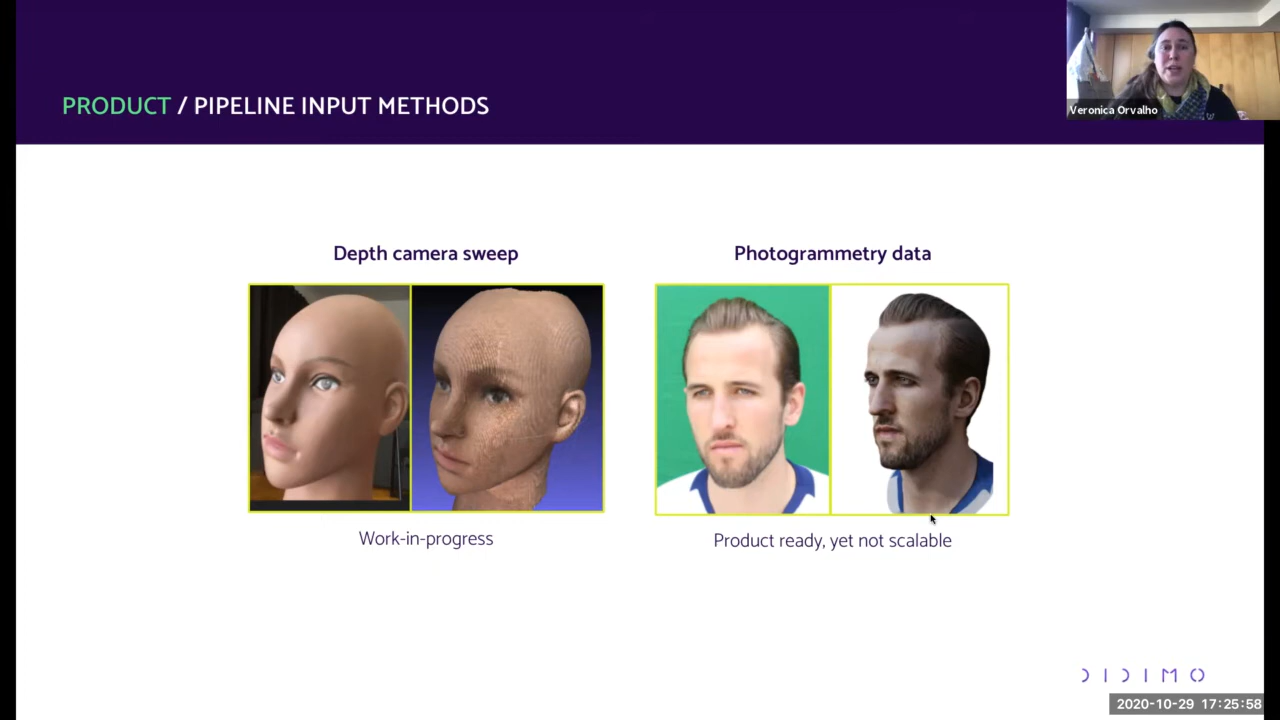 PRODUCT / PIPELINE INPUT METHODS
Veronica Orvalho
Depth camera sweep
Photogrammetry data
Work-in-progress
Product ready, yet not scalable
DIDIMO
2020-10-29 17:25:58